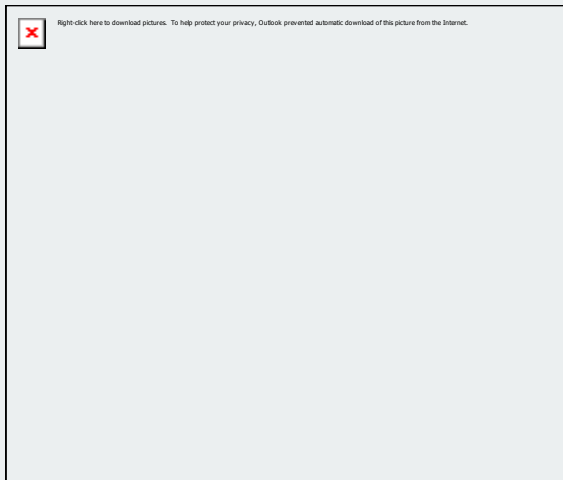 Right-click here to download pictures. To help protect your privacy, Outlook prevented automatic download of this picture from the Internet.